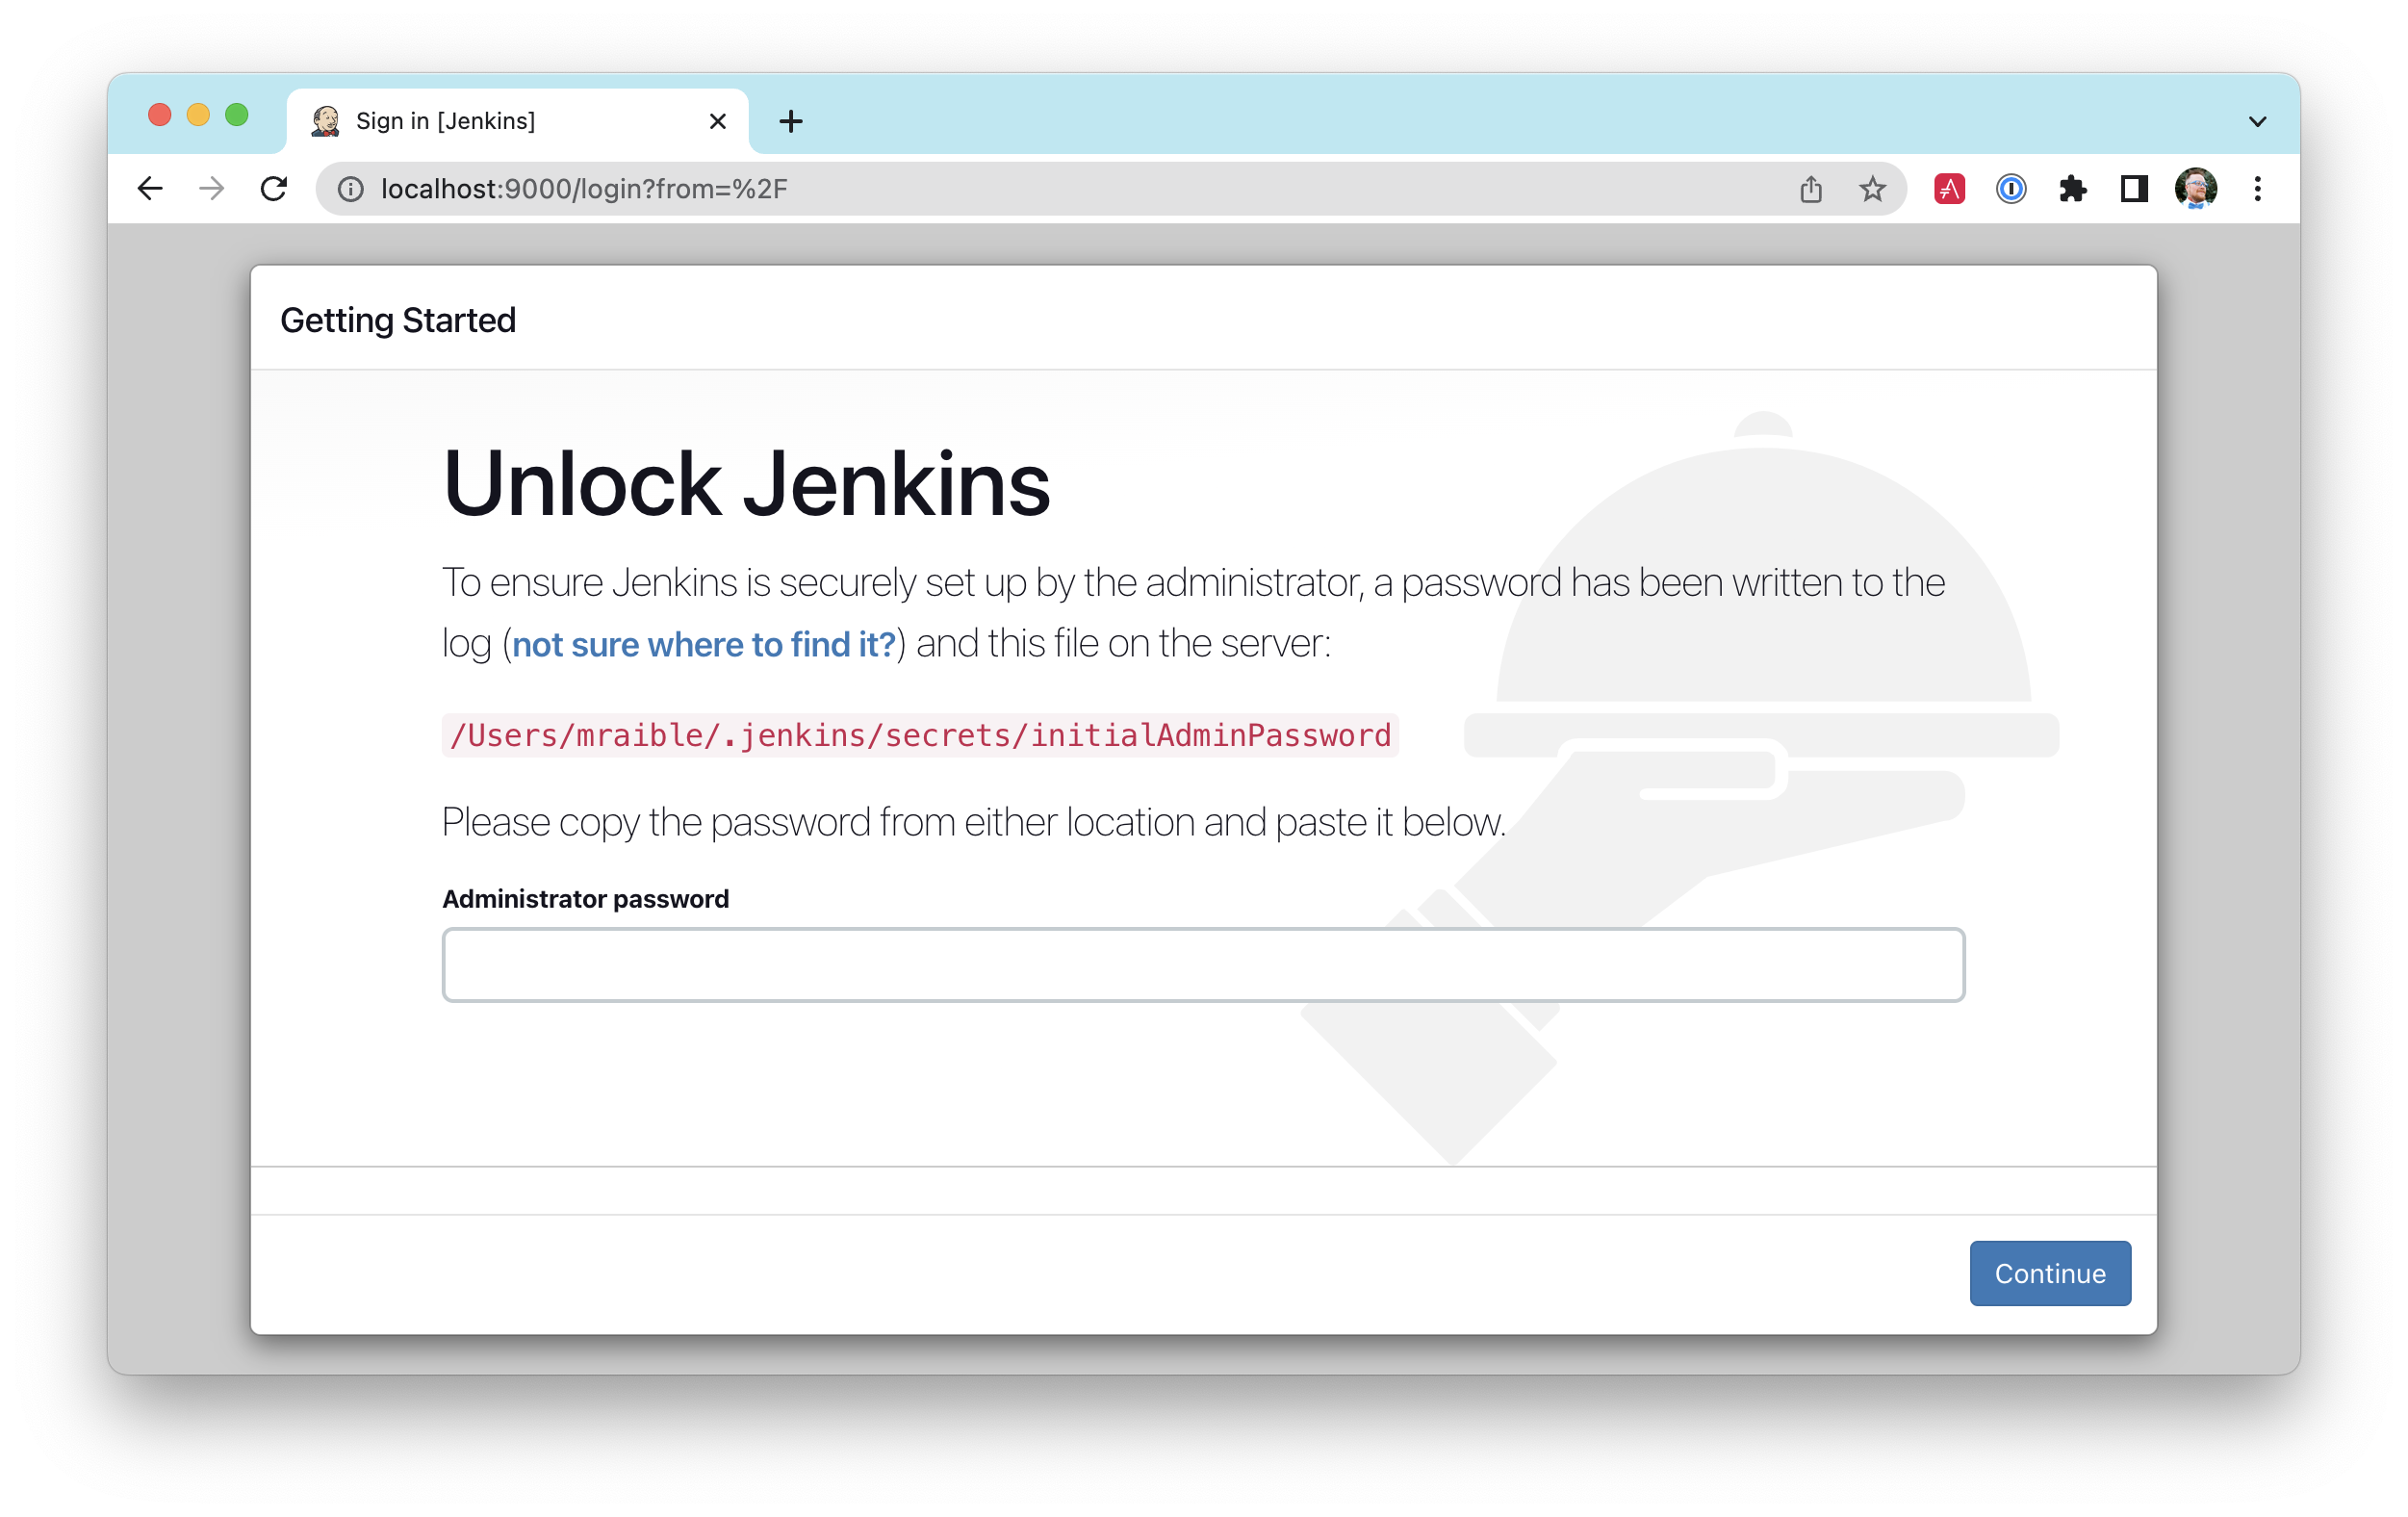 Sign in [Jenkins]
localhost:9000/login?from=%2F
Getting Started
Unlock Jenkins
To ensure Jenkins is securely set up by the administrator, a password has been written to the
log (not sure where to find it?) and this file on the server:
/Users/mraible/.jenkins/secrets/initialAdminPassword
Please copy the password from either location and paste it below.
Administrator password
Continue